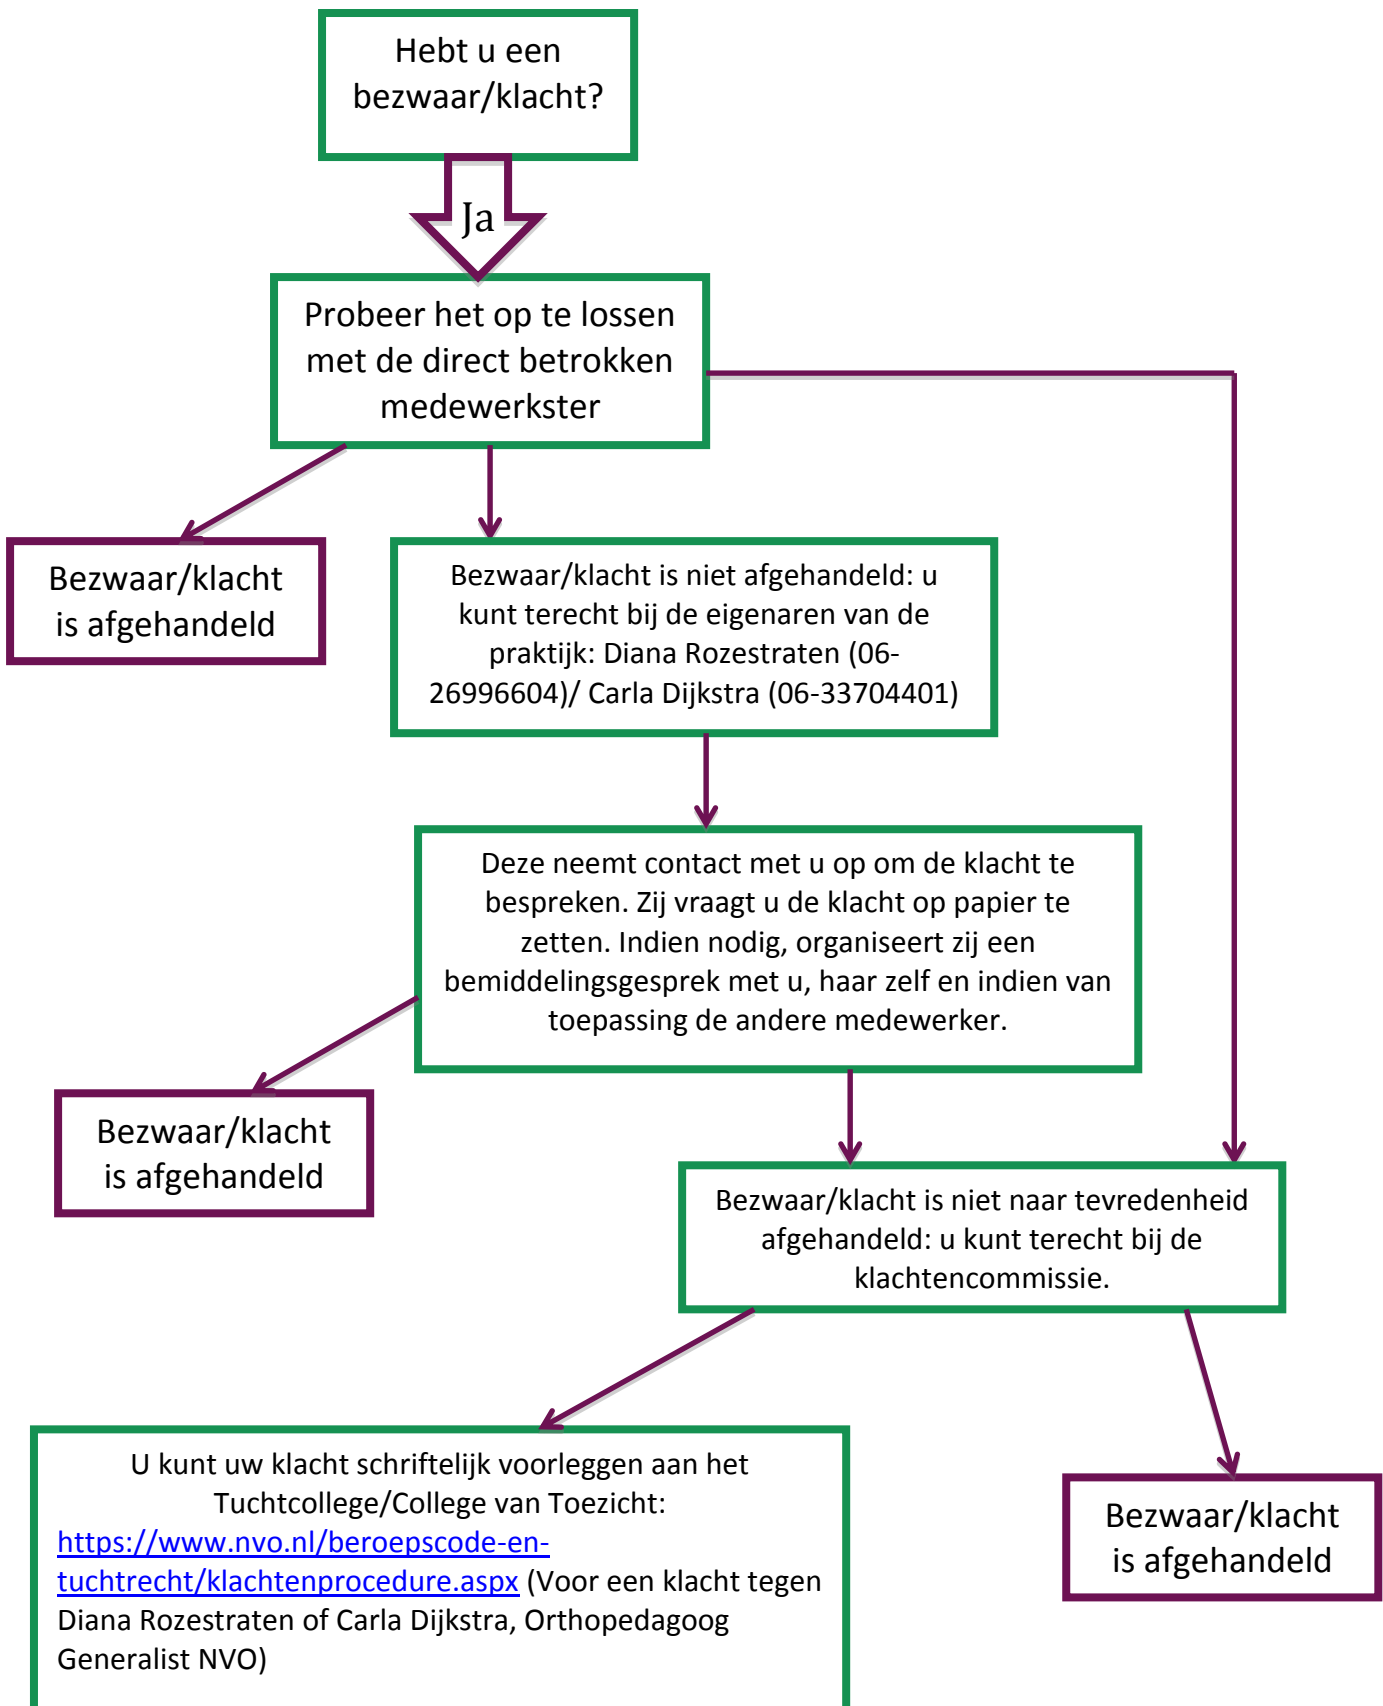 Hebt u een
bezwaar/klacht?
Ja
Probeer het op te lossen
met de direct betrokken
medewerkster
Bezwaar/klacht
is afgehandeld
Bezwaar/klacht is niet afgehandeld: u
kunt terecht bij de eigenaren van de
praktijk: Diana Rozestraten (06-
26996604)/ Carla Dijkstra (06-33704401)
Deze neemt contact met u op om de klacht te
bespreken. Zij vraagt u de klacht op papier te
zetten. Indien nodig, organiseert zij een
bemiddelingsgesprek met u, haar zelf en indien van
toepassing de andere medewerker.
Bezwaar/klacht
is afgehandeld
Bezwaar/klacht is niet naar tevredenheid
afgehandeld: u kunt terecht bij de
klachtencommissie.
U kunt uw klacht schriftelijk voorleggen aan het
Tuchtcollege/College van Toezicht:
https://www.nvo.nl/beroepscode-en-
tuchtrecht/klachtenprocedure.aspx (Voor een klacht tegen
Diana Rozestraten of Carla Dijkstra, Orthopedagoog
Generalist NVO)
Bezwaar/klacht
is afgehandeld